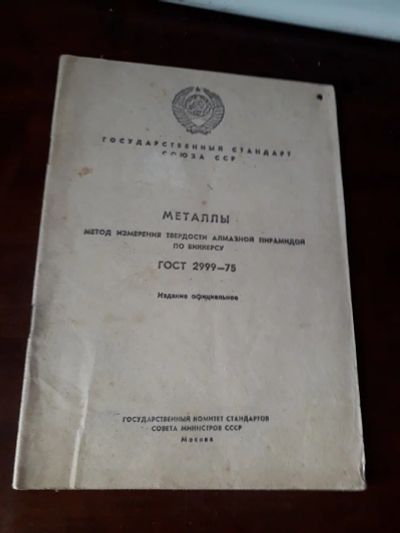 ГОСУДАРСТВЕННЫЙ СТАНДАРТ
СОЮЗА ССР
МЕТАЛЛЫ
МЕТОД ИЗМЕРЕНИЯ ТВЕРДОСТИ АЛМАЗНОЙ ПИРАМИДОЙ
ПО ВИККЕРСУ
ГОСТ 2999—75
Издание официальное
ГОСУДАРСТВЕННЫЙ КОМИТЕТ СТАНДАРТОВ
СОВЕТА МИНИСТРОВ СССР
Москва